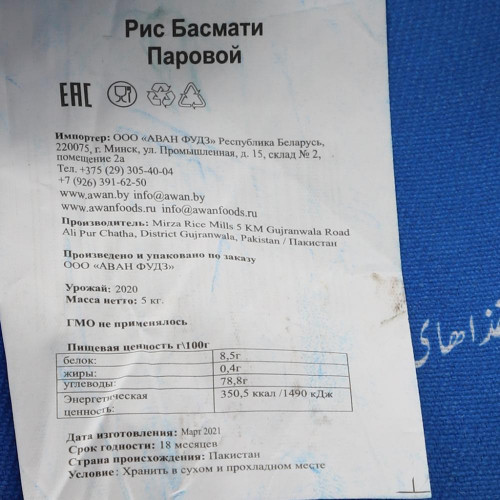 Рис Басмати
Паровой
EAC
Импортер: ООО «АВАН ФУДЗ» Республика Беларусь,
220075, г. Минск, ул. Промышленная, д. 15, склад № 2,
помещение 2а
Тел. +375 (29) 305-40-04
+7 (926) 391-62-50
www.awan.by info@awan.by
www.awanfoods.ru info@awanfoods.ru
Производитель: Mirza Rice Mills 5 KM Gujranwala Road
Ali Pur Chatha, District Gujranwala, Pakistan / Пакистан
Произведено и упаковано по заказу
ООО «АВАН ФУДЗ»
Урожай: 2020
Масса нетто: 5 кг.
ГМО не применялось
Пищевая ценность г\100г
белок: 8,5г
жиры: 0,4г
углеводы: 78,8г
Энергетическая ценность: 350,5 ккал /1490 кДж
Дата изготовления: Март 2021
Срок годности: 18 месяцев
Страна происхождения: Пакистан
Условие: Хранить в сухом и прохладном месте